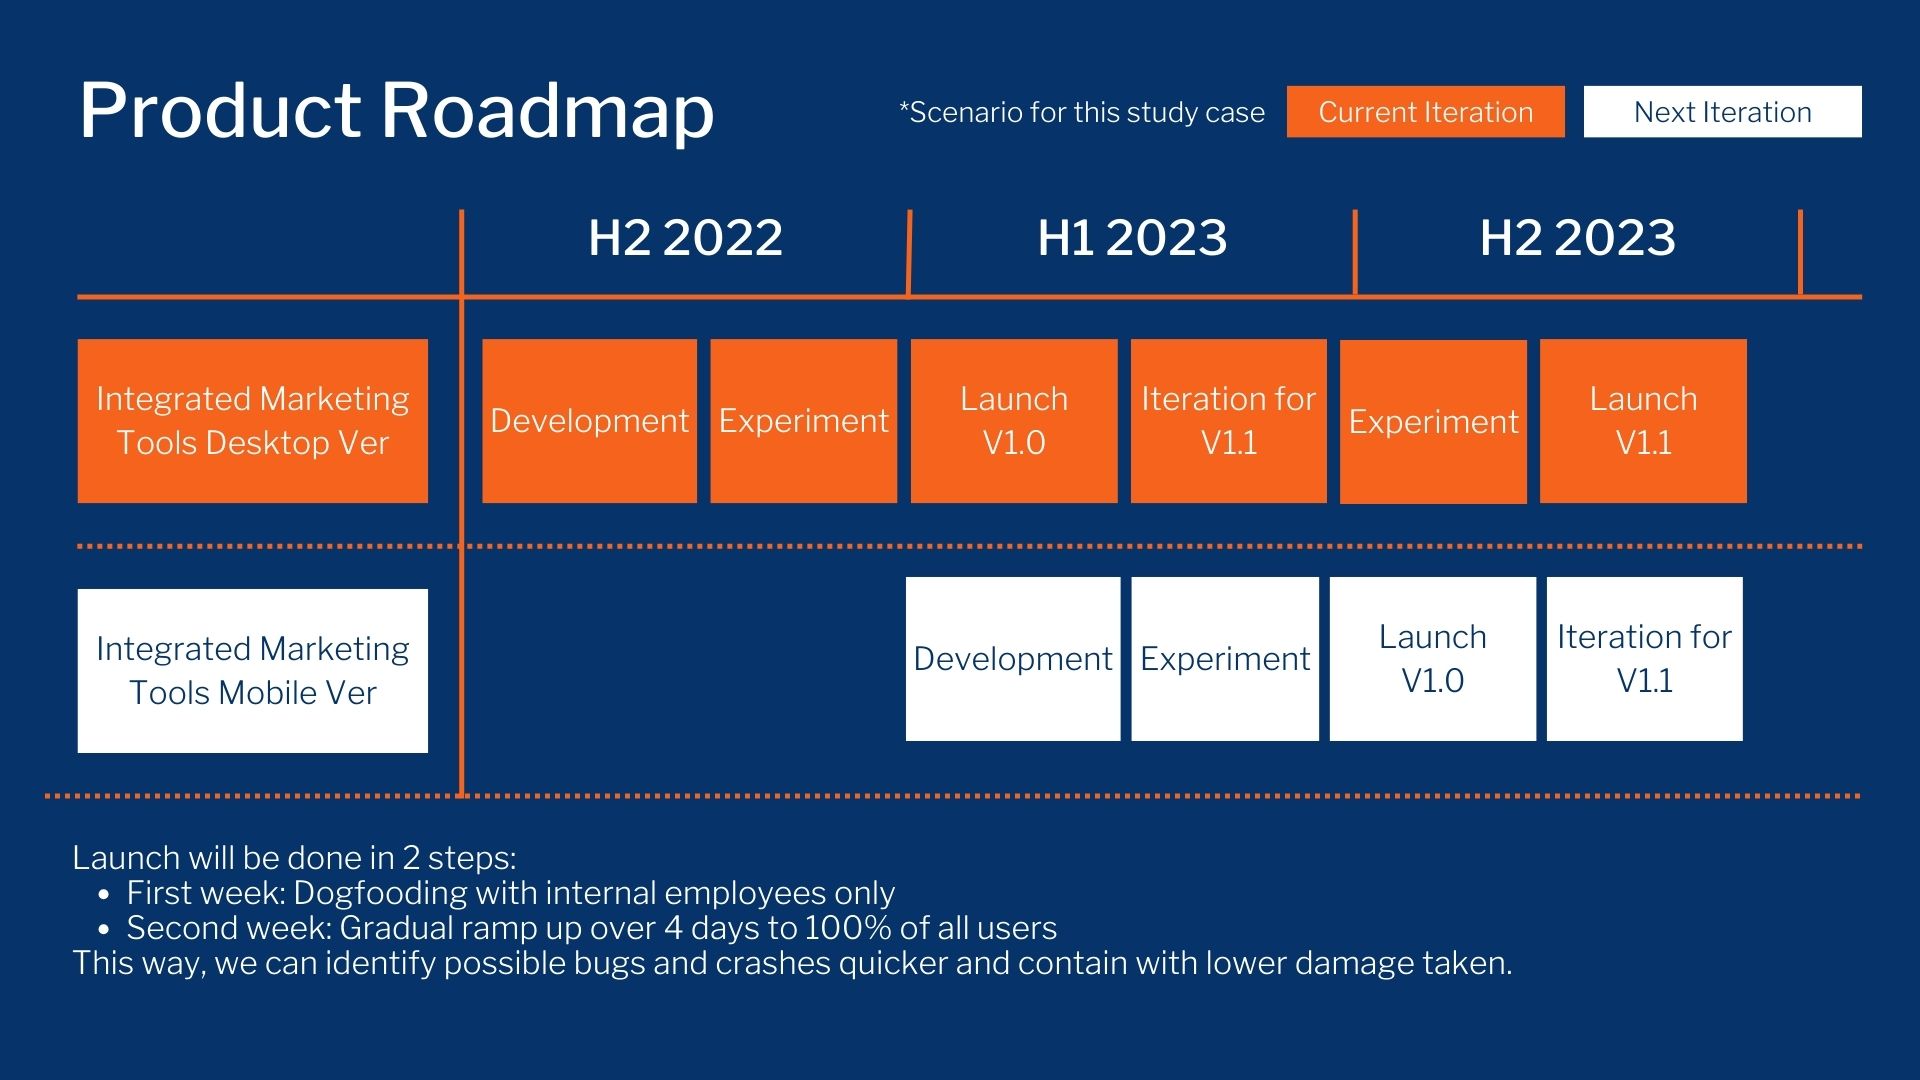 Product Roadmap
*Scenario for this study case
Current Iteration
Next Iteration
H2 2022
H1 2023
H2 2023
Integrated Marketing
Tools Desktop Ver
Development
Experiment
Launch
V1.0
Iteration for
V1.1
Experiment
Launch
V1.1
Integrated Marketing
Tools Mobile Ver
Development
Experiment
Launch
V1.0
Iteration for
V1.1
Launch will be done in 2 steps:
• First week: Dogfooding with internal employees only
• Second week: Gradual ramp up over 4 days to 100% of all users
This way, we can identify possible bugs and crashes quicker and contain with lower damage taken.